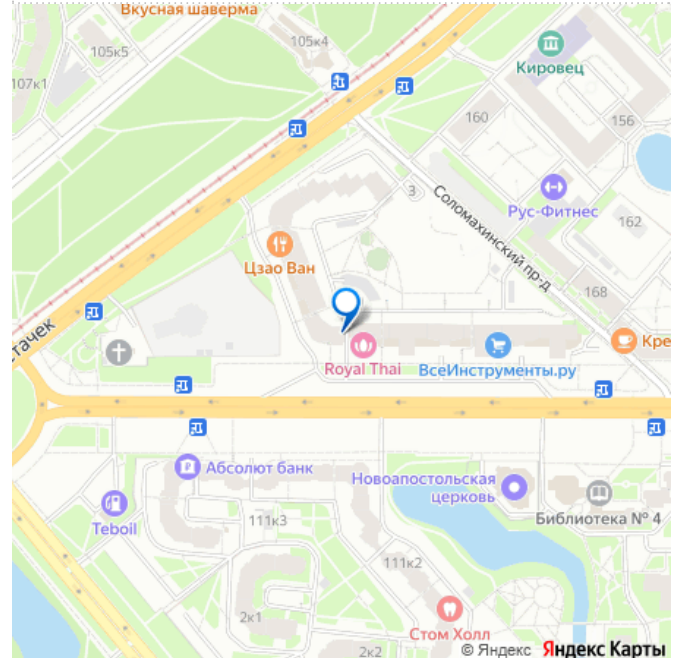 Вкусная шаверма
105к4
105к5
107к1
Кировец
160
156
3
Соломахинский пр-д
Рус-Фитнес
162
Цзао Ван
168
тачек
Royal Thai
ВсеИнструменты.ру
Кре
Абсолют банк
Новоапостольская
церковь
Teboil
111к3
Библиотека № 4
111к2
2к1
Стом Холл
2к2
© Яндекс Яндекс Карты